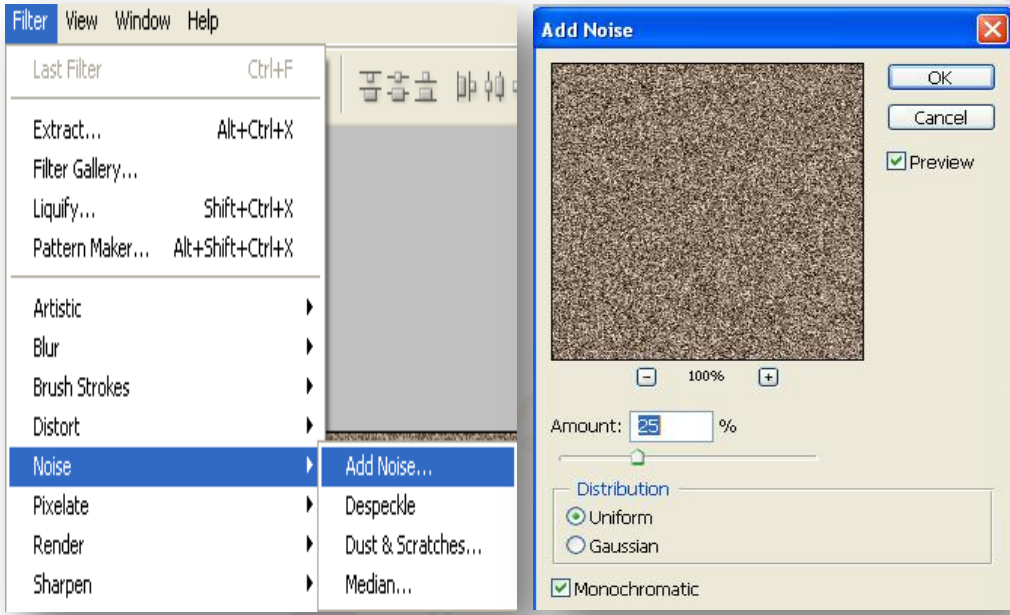 Filter View Window Help
Last Filter Ctrl+F
Extract... Alt+Ctrl+X
Filter Gallery...
Liquify... Shift+Ctrl+X
Pattern Maker... Alt+Shift+Ctrl+X
Artistic
Blur
Brush Strokes
Distort
Noise
Pixelate
Render
Sharpen
Add Noise...
Despeckle
Dust & Scratches...
Median...
Add Noise
OK
Cancel
Preview
100%
Amount: 25 %
Distribution
Uniform
Gaussian
Monochromatic